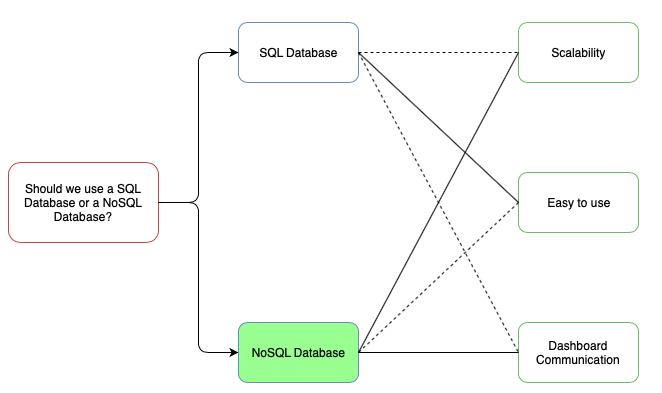 SQL Database
Scalability
Should we use a SQL
Database or a NoSQL
Database?
Easy to use
NoSQL Database
Dashboard
Communication